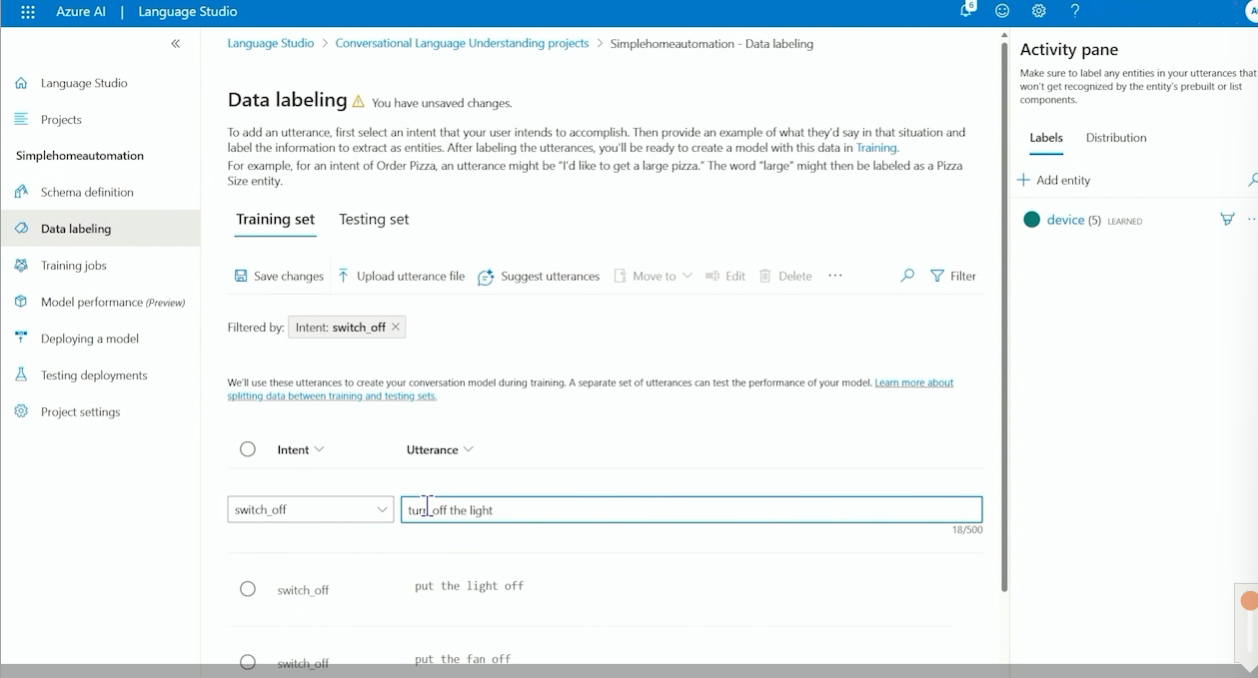 Azure AI | Language Studio
6
?
A
«
Language Studio > Conversational Language Understanding projects > Simplehomeautomation - Data labeling
Activity pane
Make sure to label any entities in your utterances that
won't get recognized by the entity's prebuilt or list
components.
Language Studio
Projects
Simplehomeautomation
Schema definition
Data labeling
Training jobs
Model performance (Preview)
Deploying a model
Testing deployments
Project settings
Data labeling
You have unsaved changes.
To add an utterance, first select an intent that your user intends to accomplish. Then provide an example of what they'd say in that situation and
label the information to extract as entities. After labeling the utterances, you'll be ready to create a model with this data in Training.
For example, for an intent of Order Pizza, an utterance might be "I'd like to get a large pizza." The word "large" might then be labeled as a Pizza
Size entity.
Labels
Distribution
+ Add entity
device (5) LEARNED
Training set
Testing set
Save changes
Upload utterance file
Suggest utterances
Move to
Edit
Delete
...
Filter
Filtered by: Intent: switch_off ×
We'll use these utterances to create your conversation model during training. A separate set of utterances can test the performance of your model. Learn more about
splitting data between training and testing sets.
Intent
Utterance
switch_off
turn off the light
18/500
switch_off
put the light off
switch_off
put the fan off